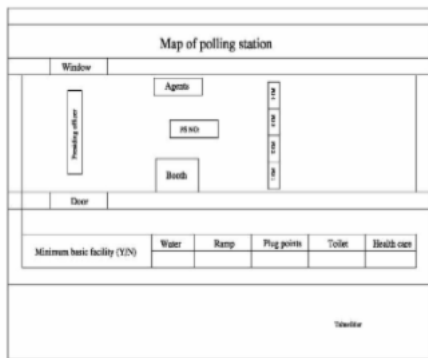 Map of polling station
Window
Agents
Presiding officer
PS NO
Booth
Door
Minimum basic facility (Y/N)
Water
Ramp
Plug points
Toilet
Health care
Tahsildar